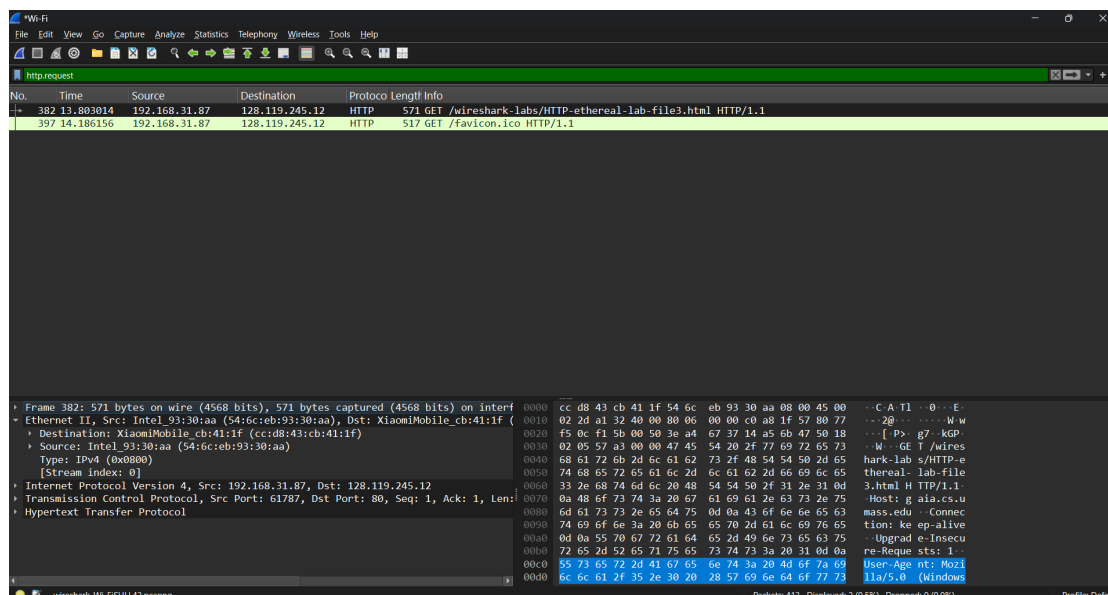 *Wi-Fi
File Edit View Go Capture Analyze Statistics Telephony Wireless Tools Help
http.request
No. Time Source Destination Protoco Length Info
382 13.803014 192.168.31.87 128.119.245.12 HTTP 571 GET /wireshark-labs/HTTP-ethereal-lab-file3.html HTTP/1.1
397 14.186156 192.168.31.87 128.119.245.12 HTTP 517 GET /favicon.ico HTTP/1.1
Frame 382: 571 bytes on wire (4568 bits), 571 bytes captured (4568 bits) on interf
Ethernet II, Src: Intel_93:30:aa (54:6c:eb:93:30:aa), Dst: XiaomiMobile_cb:41:1f (
Destination: XiaomiMobile_cb:41:1f (cc:d8:43:cb:41:1f)
Source: Intel_93:30:aa (54:6c:eb:93:30:aa)
Type: IPv4 (0x0800)
[Stream index: 0]
Internet Protocol Version 4, Src: 192.168.31.87, Dst: 128.119.245.12
Transmission Control Protocol, Src Port: 61787, Dst Port: 80, Seq: 1, Ack: 1, Len:
Hypertext Transfer Protocol
0000 cc d8 43 cb 41 1f 54 6c eb 93 30 aa 08 00 45 00 ··C·A·Tl ··0···E·
0010 02 2d a1 32 40 00 80 06 00 00 c0 a8 1f 57 80 77 ·-·2@··· ·····W·w
0020 f5 0c f1 5b 00 50 3e a4 67 37 14 a5 6b 47 50 18 ···[·P>· g7··kGP·
0030 02 05 57 a3 00 00 47 45 54 20 2f 77 69 72 65 73 ··W···GE T /wires
0040 68 61 72 6b 2d 6c 61 62 73 2f 48 54 54 50 2d 65 hark-lab s/HTTP-e
0050 74 68 65 72 65 61 6c 2d 6c 61 62 2d 66 69 6c 65 thereal- lab-file
0060 33 2e 68 74 6d 6c 20 48 54 54 50 2f 31 2e 31 0d 3.html H TTP/1.1·
0070 0a 48 6f 73 74 3a 20 67 61 69 61 2e 63 73 2e 75 ·Host: g aia.cs.u
0080 6d 61 73 73 2e 65 64 75 0d 0a 43 6f 6e 6e 65 63 mass.edu ··Connec
0090 74 69 6f 6e 3a 20 6b 65 65 70 2d 61 6c 69 76 65 tion: ke ep-alive
00a0 0d 0a 55 70 67 72 61 64 65 2d 49 6e 73 65 63 75 ··Upgrad e-Insecu
00b0 72 65 2d 52 65 71 75 65 73 74 73 3a 20 31 0d 0a re-Reque sts: 1··
00c0 55 73 65 72 2d 41 67 65 6e 74 3a 20 4d 6f 7a 69 User-Age nt: Mozi
00d0 6c 6c 61 2f 35 2e 30 20 28 57 69 6e 64 6f 77 73 lla/5.0 (Windows